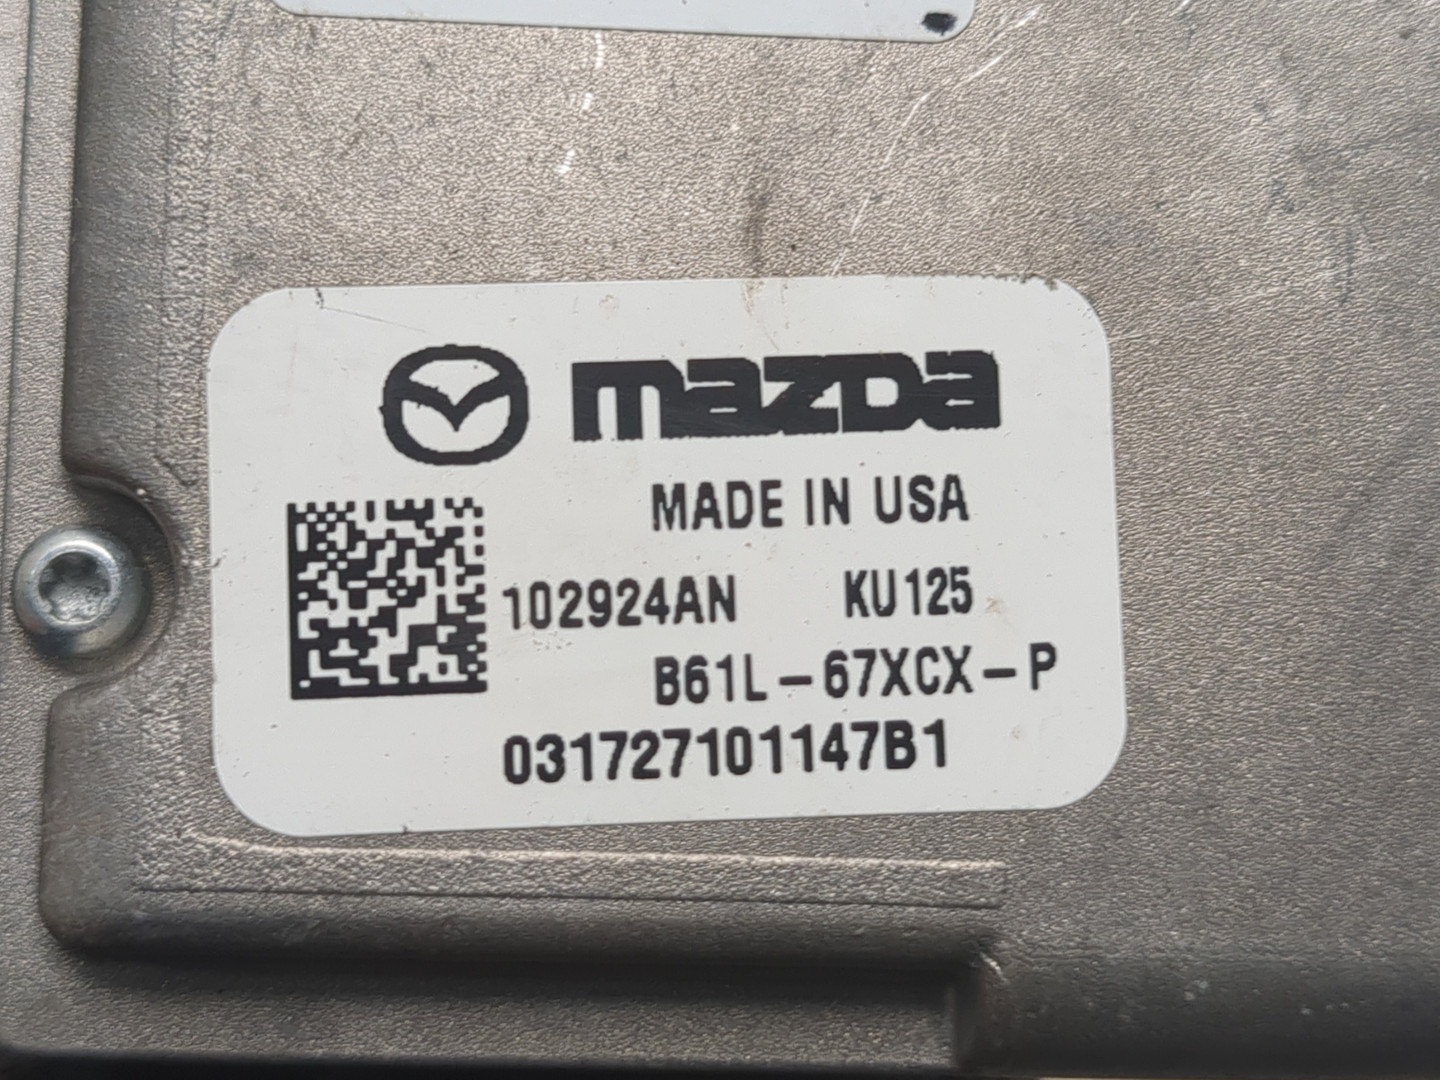 mazda
MADE IN USA
102924AN KU125
B61L-67XCX-P
031727101147B1